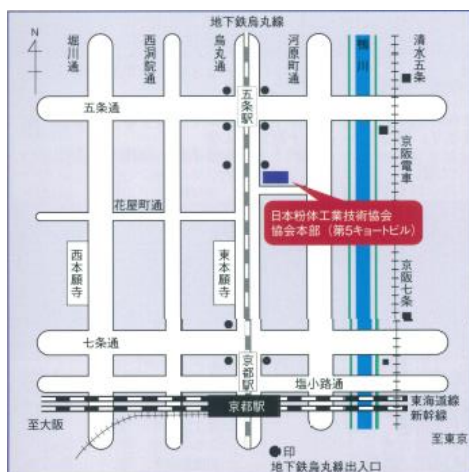 地下鉄烏丸線
N
堀川通
西洞院通
烏丸通
河原町通
鴨川
清水五条
五条通
五条駅
京阪電車
日本粉体工業技術協会
協会本部（第5キョートビル）
花屋町通
西本願寺
東本願寺
京阪七条
七条通
京都駅
塩小路通
京都駅
東海道線
新幹線
至大阪
至東京
●印
地下鉄烏丸線出入口